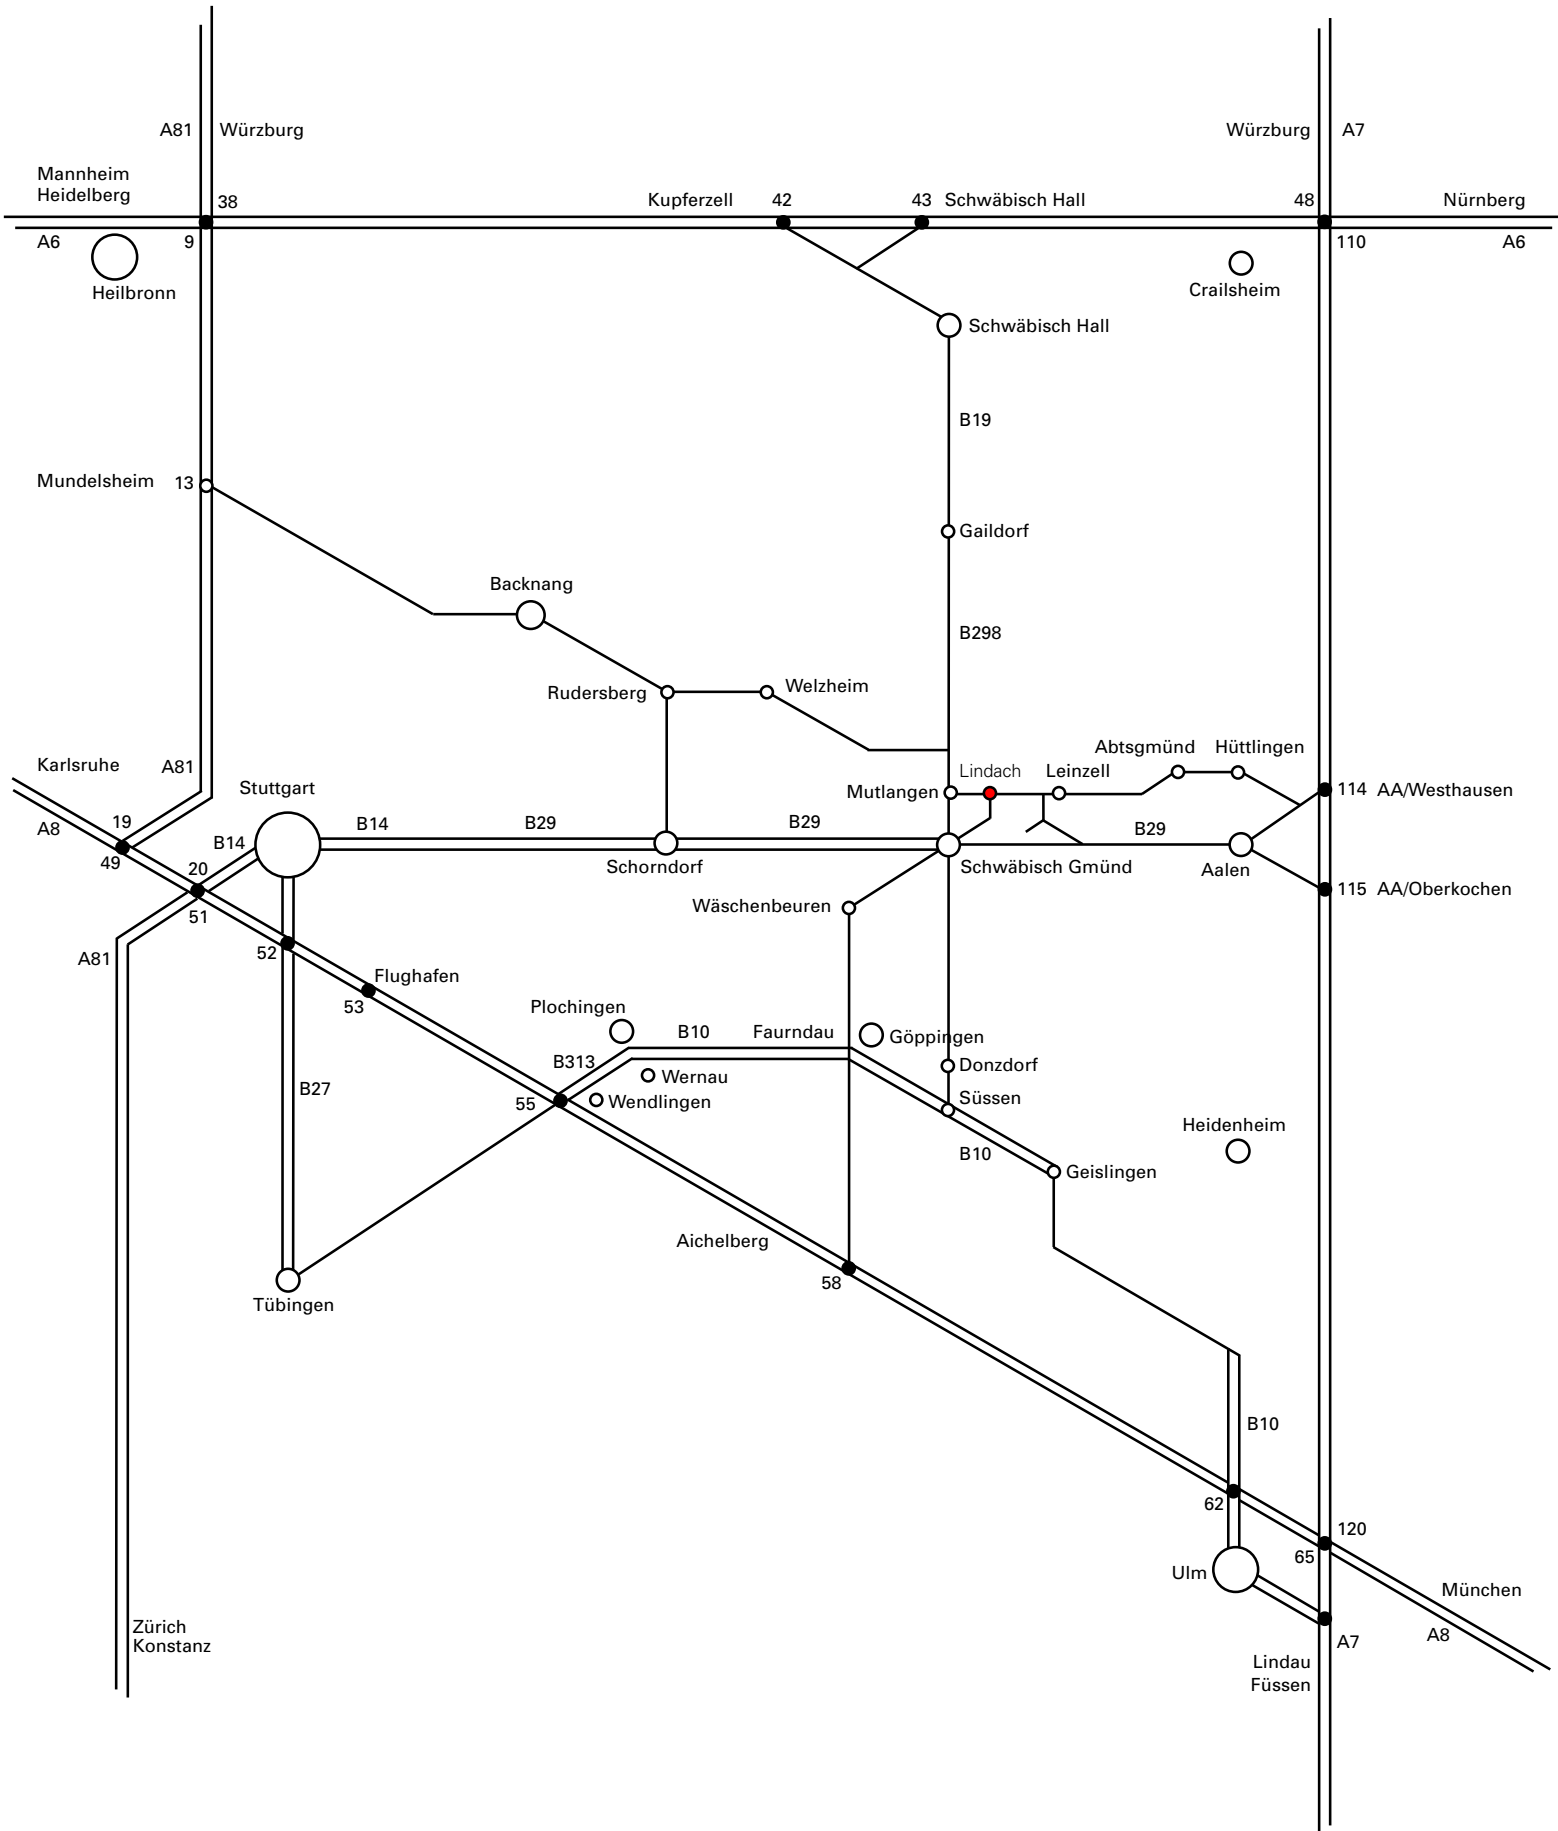 A81
Würzburg
Würzburg
A7
Mannheim
Heidelberg
38
Kupferzell
42
43
Schwäbisch Hall
48
Nürnberg
A6
9
110
A6
Heilbronn
Crailsheim
Schwäbisch Hall
B19
Mundelsheim
13
Gaildorf
Backnang
B298
Rudersberg
Welzheim
Abtsgmünd
Hüttlingen
Karlsruhe
A81
Lindach
Leinzell
Stuttgart
Mutlangen
114
AA/Westhausen
19
A8
B14
B29
B29
B29
49
B14
20
Schorndorf
Schwäbisch Gmünd
Aalen
51
Wäschenbeuren
115
AA/Oberkochen
A81
52
Flughafen
53
Plochingen
B10
Faurndau
Göppingen
B313
Donzdorf
B27
Wernau
55
Wendlingen
Süssen
Heidenheim
B10
Geislingen
Aichelberg
58
Tübingen
B10
62
120
65
Ulm
München
Zürich
Konstanz
A8
A7
Lindau
Füssen